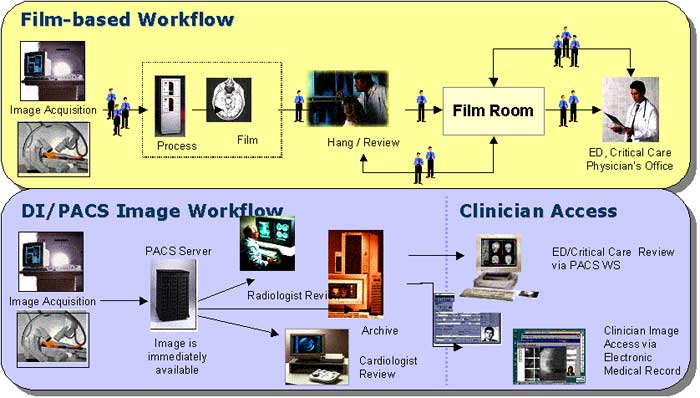 Film-based Workflow
Image Acquisition
Process
Film
Hang / Review
Film Room
ED, Critical Care
Physician's Office
DI/PACS Image Workflow
Clinician Access
PACS Server
Image Acquisition
Image is
immediately
available
Radiologist Review
Archive
Cardiologist
Review
ED/Critical Care Review
via PACS WS
Clinician Image
Access via
Electronic
Medical Record